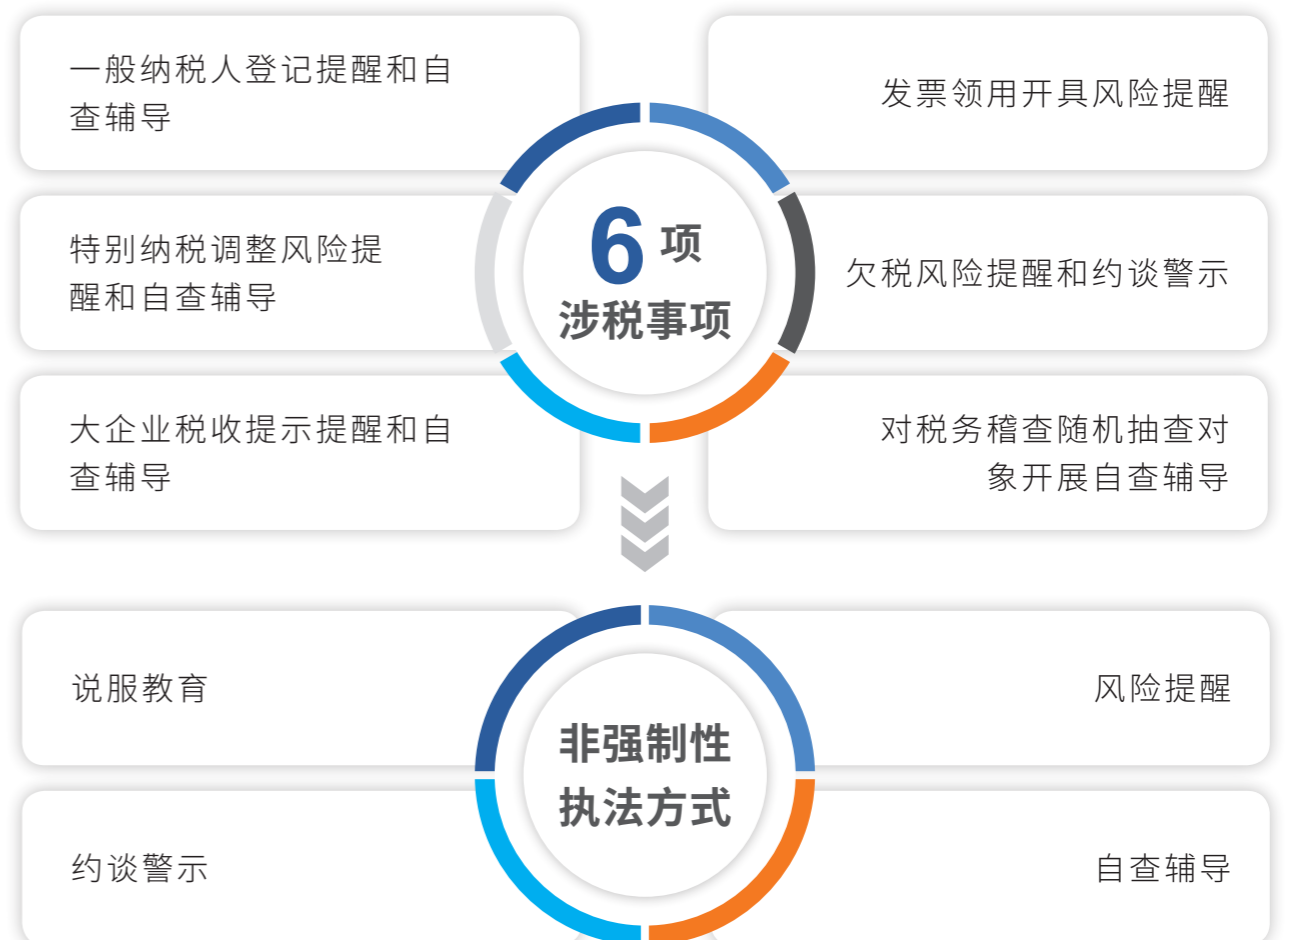 一般纳税人登记提醒和自
查辅导
发票领用开具风险提醒
特别纳税调整风险提
醒和自查辅导
6 项
涉税事项
欠税风险提醒和约谈警示
大企业税收提示提醒和自
查辅导
对税务稽查随机抽查对
象开展自查辅导
说服教育
风险提醒
非强制性
执法方式
约谈警示
自查辅导